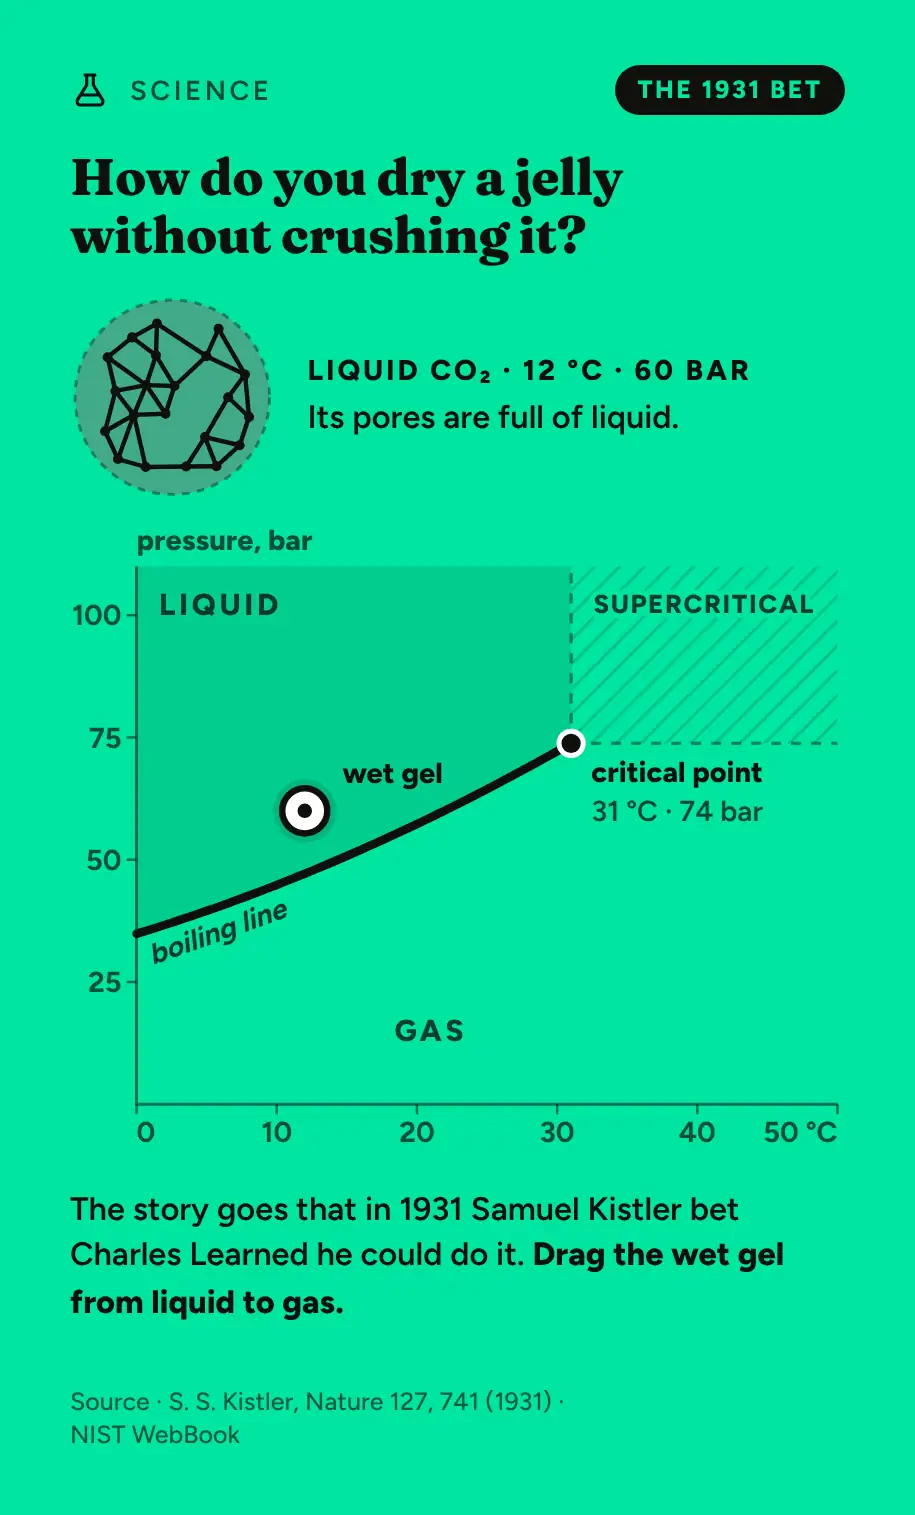 SCIENCE
THE 1931 BET
How do you dry a jelly
without crushing it?
LIQUID CO₂ · 12 °C · 60 BAR
Its pores are full of liquid.
pressure, bar
LIQUID
SUPERCRITICAL
100
75
50
25
wet gel
critical point
31 °C · 74 bar
boiling line
GAS
0 10 20 30 40 50 °C
The story goes that in 1931 Samuel Kistler bet
Charles Learned he could do it. Drag the wet gel
from liquid to gas.
Source · S. S. Kistler, Nature 127, 741 (1931) ·
NIST WebBook